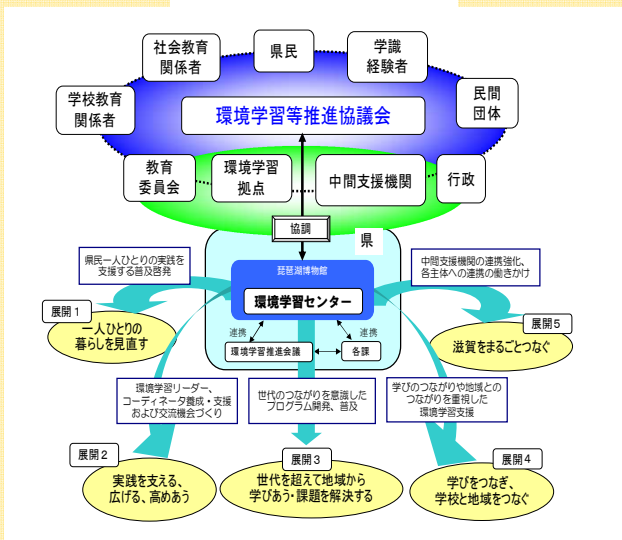 県民
社会教育
関係者
学識
経験者
学校教育
関係者
民間
団体
環境学習等推進協議会
教育
委員会
環境学習
拠点
中間支援機関
行政
協調
県
県民一人ひとりの実践を
支援する普及啓発
琵琶湖博物館
環境学習センター
中間支援機関の連携強化、
各主体への連携の働きかけ
展開1
一人ひとりの
暮らしを見直す
連携
連携
環境学習推進会議
各課
展開5
滋賀をまるごとつなぐ
環境学習リーダー、
コーディネータ養成・支援
および交流機会づくり
世代のつながりを意識した
プログラム開発、普及
学びのつながりや地域との
つながりを重視した
環境学習支援
展開2
実践を支える、
広げる、高めあう
展開3
世代を超えて地域から
学びあう・課題を解決する
展開4
学びをつなぎ、
学校と地域をつなぐ